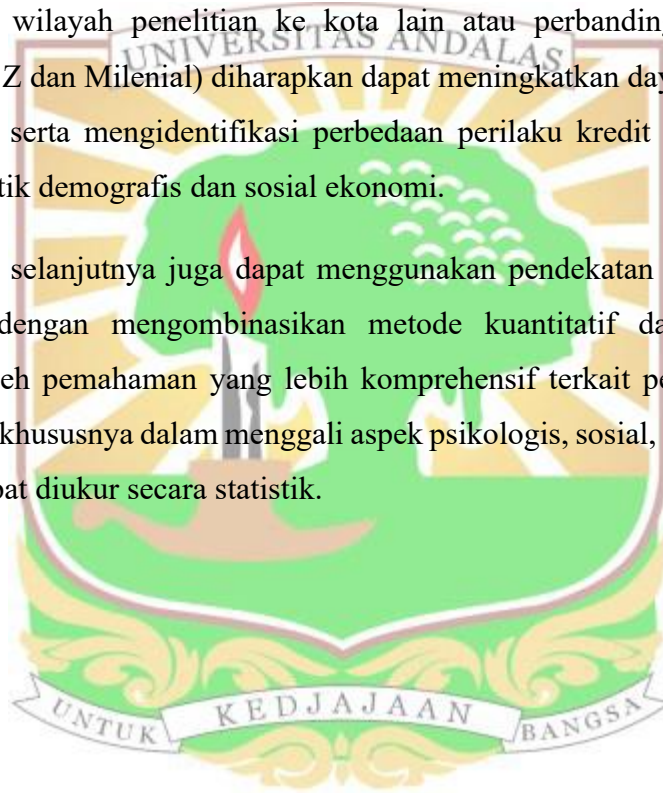 wilayah penelitian ke kota lain atau perbanding
UNIVERSITAS ANDALAS
Z dan Milenial) diharapkan dapat meningkatkan day
serta mengidentifikasi perbedaan perilaku kredit
tik demografis dan sosial ekonomi.
selanjutnya juga dapat menggunakan pendekatan
dengan mengombinasikan metode kuantitatif da
eh pemahaman yang lebih komprehensif terkait pe
khususnya dalam menggali aspek psikologis, sosial,
pat diukur secara statistik.
UNTUK KEDJAJAAN BANGSA